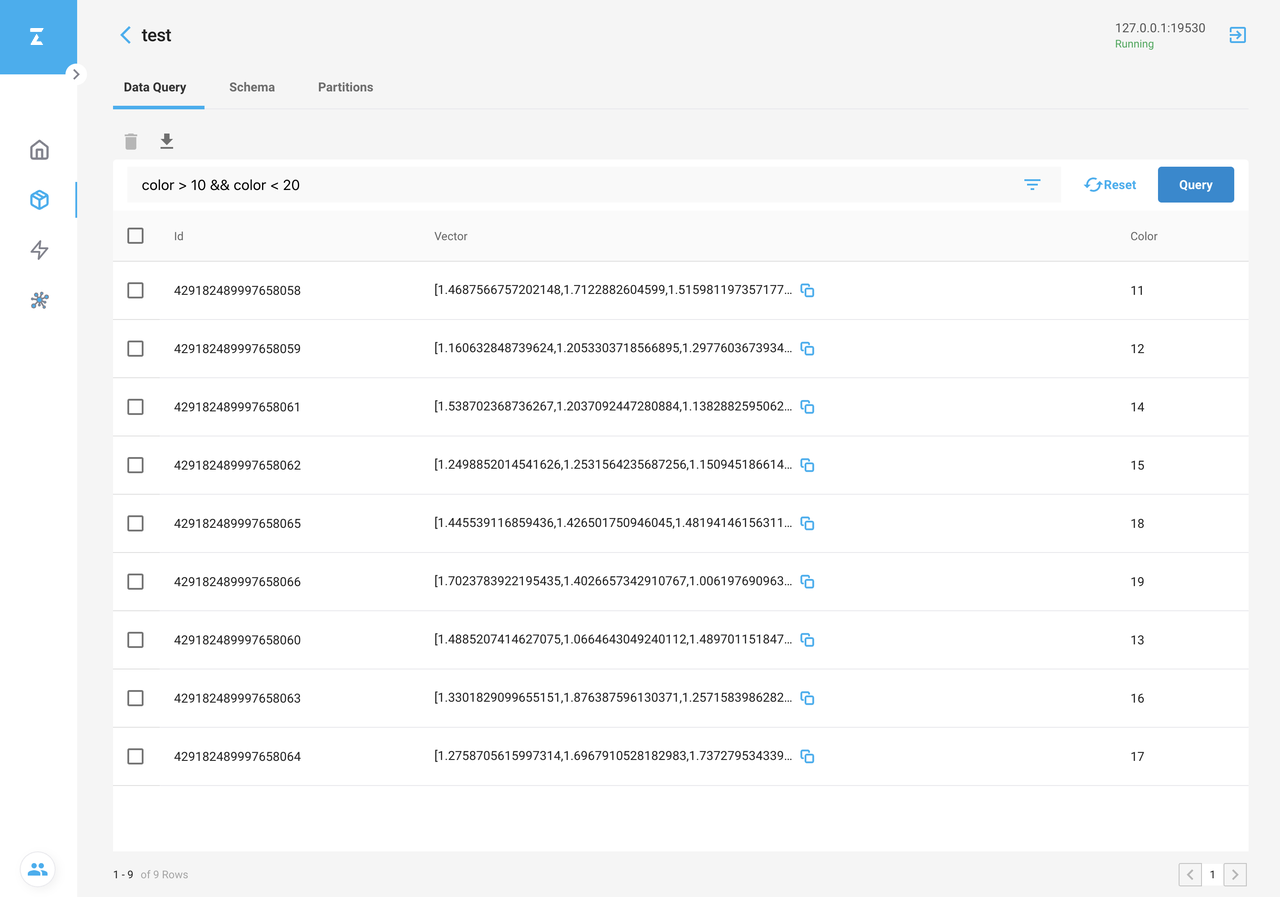 test
127.0.0.1:19530
Running
Data Query Schema Partitions
color > 10 && color < 20 Reset Query
Id Vector Color
429182489997658058 [1.4687566757202148,1.7122882604599,1.515981197357177... 11
429182489997658059 [1.160632848739624,1.2053303718566895,1.2977603673934... 12
429182489997658061 [1.538702368736267,1.2037092447280884,1.1382882595062... 14
429182489997658062 [1.2498852014541626,1.2531564235687256,1.150945186614... 15
429182489997658065 [1.445539116859436,1.426501750946045,1.48194146156311... 18
429182489997658066 [1.7023783922195435,1.4026657342910767,1.006197690963... 19
429182489997658060 [1.4885207414627075,1.0664643049240112,1.489701151847... 13
429182489997658063 [1.3301829099655151,1.876387596130371,1.2571583986282... 16
429182489997658064 [1.2758705615997314,1.6967910528182983,1.737279534339... 17
1 - 9 of 9 Rows 1